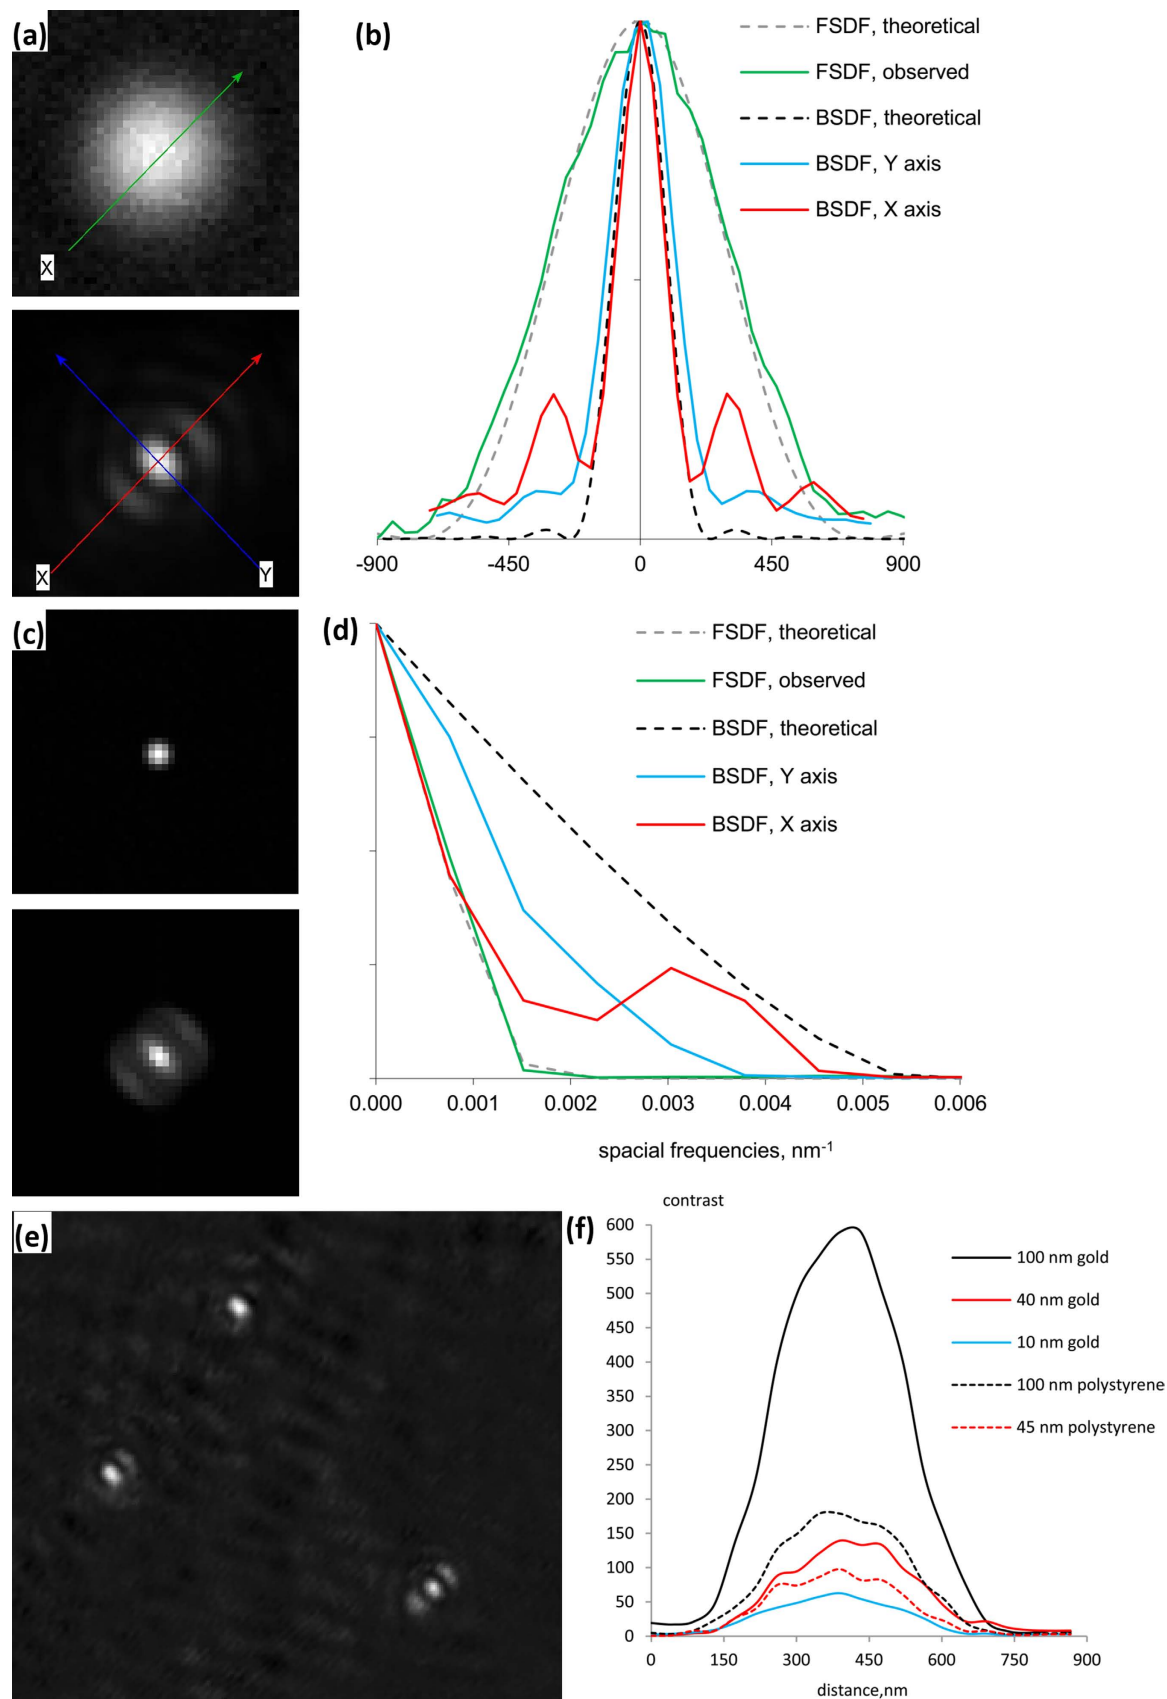 (a)
X
X
Y
(b)
FSDF, theoretical
FSDF, observed
BSDF, theoretical
BSDF, Y axis
BSDF, X axis
-900
-450
0
450
900
(c)
(d)
FSDF, theoretical
FSDF, observed
BSDF, theoretical
BSDF, Y axis
BSDF, X axis
0.000
0.001
0.002
0.003
0.004
0.005
0.006
spacial frequencies, nm⁻¹
(e)
(f)
contrast
600
550
500
450
400
350
300
250
200
150
100
50
0
100 nm gold
40 nm gold
10 nm gold
100 nm polystyrene
45 nm polystyrene
0
150
300
450
600
750
900
distance,nm